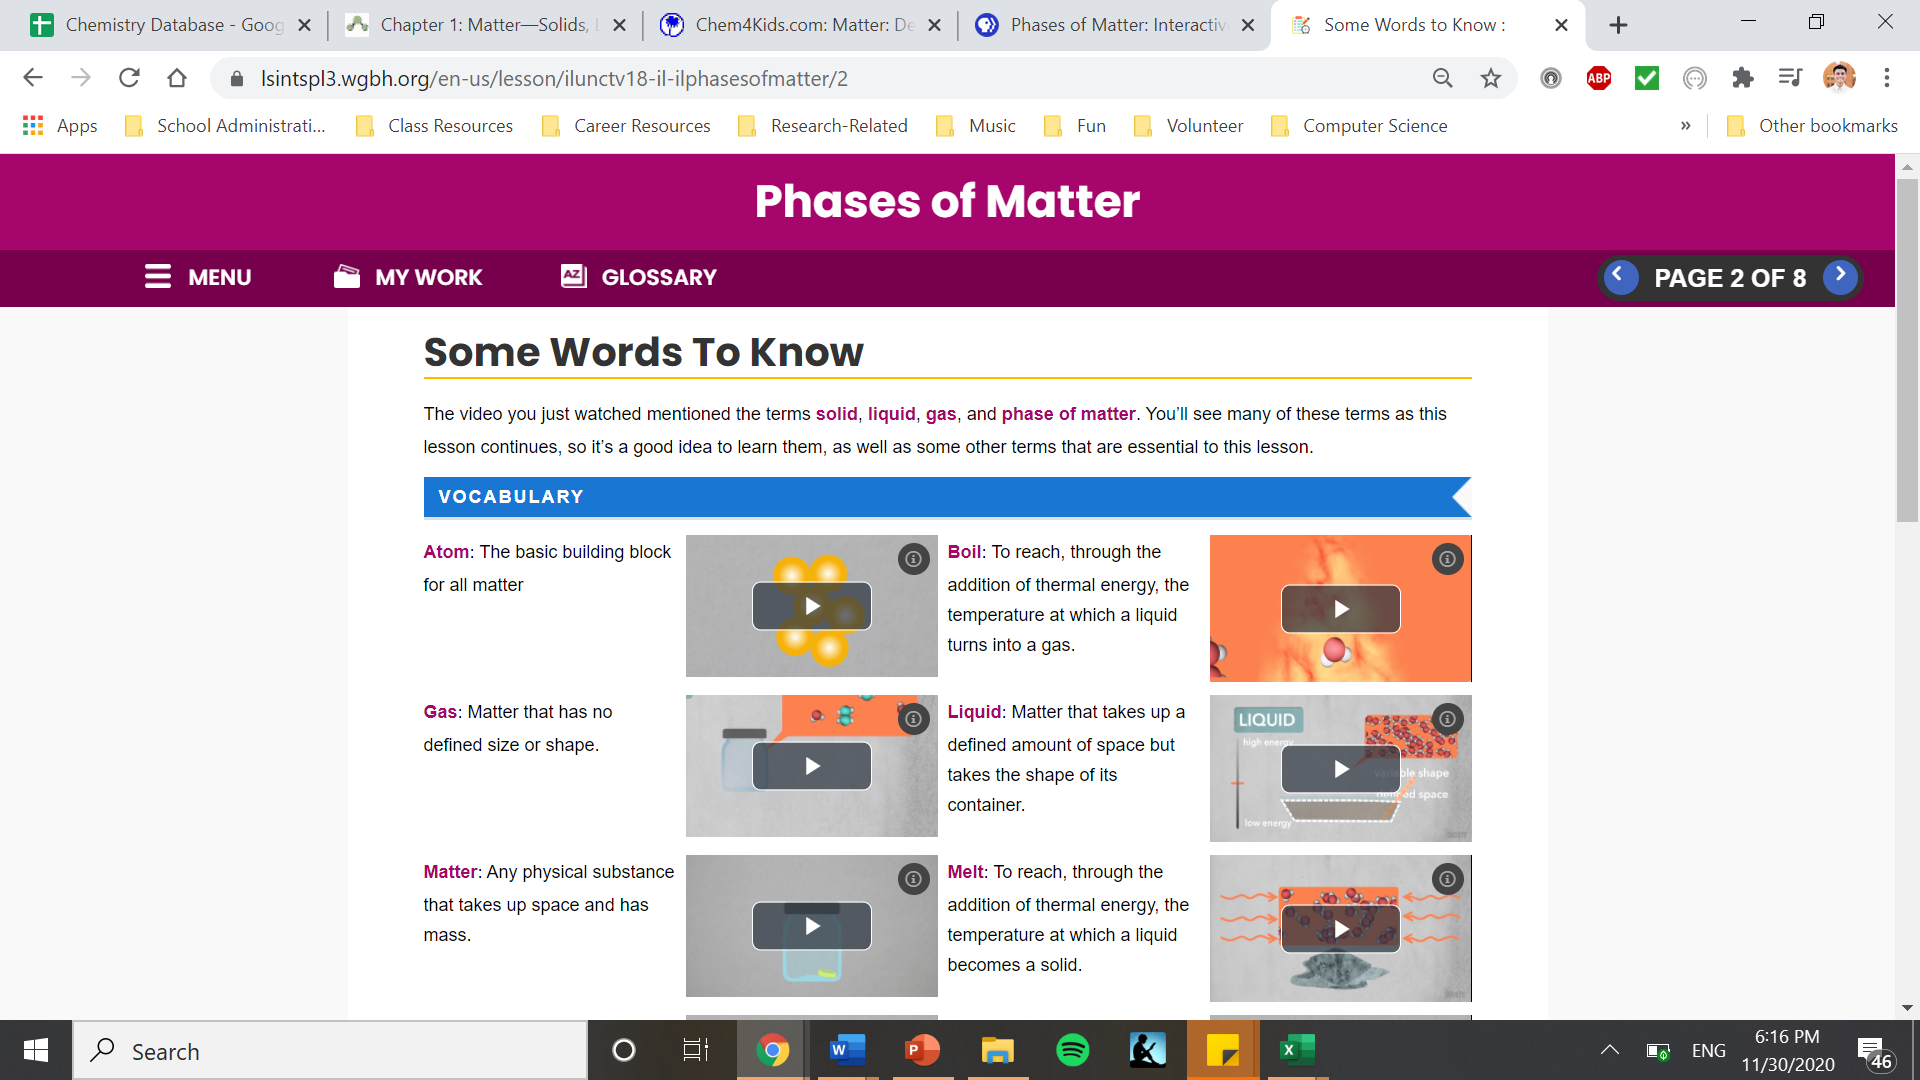 Chemistry Database - Goog
Chapter 1: Matter—Solids, L
Chem4Kids.com: Matter: De
Phases of Matter: Interactiv
Some Words to Know :
lsintspl3.wgbh.org/en-us/lesson/ilunctv18-il-ilphasesofmatter/2
ABP
Apps
School Administrati...
Class Resources
Career Resources
Research-Related
Music
Fun
Volunteer
Computer Science
»
Other bookmarks
Phases of Matter
MENU
MY WORK
AZ GLOSSARY
PAGE 2 OF 8
Some Words To Know
The video you just watched mentioned the terms solid, liquid, gas, and phase of matter. You’ll see many of these terms as this
lesson continues, so it’s a good idea to learn them, as well as some other terms that are essential to this lesson.
VOCABULARY
Atom: The basic building block
for all matter
Boil: To reach, through the
addition of thermal energy, the
temperature at which a liquid
turns into a gas.
Gas: Matter that has no
defined size or shape.
Liquid: Matter that takes up a
defined amount of space but
takes the shape of its
container.
LIQUID
high energy
low energy
Matter: Any physical substance
that takes up space and has
mass.
Melt: To reach, through the
addition of thermal energy, the
temperature at which a liquid
becomes a solid.
Search
ENG
6:16 PM
11/30/2020
46